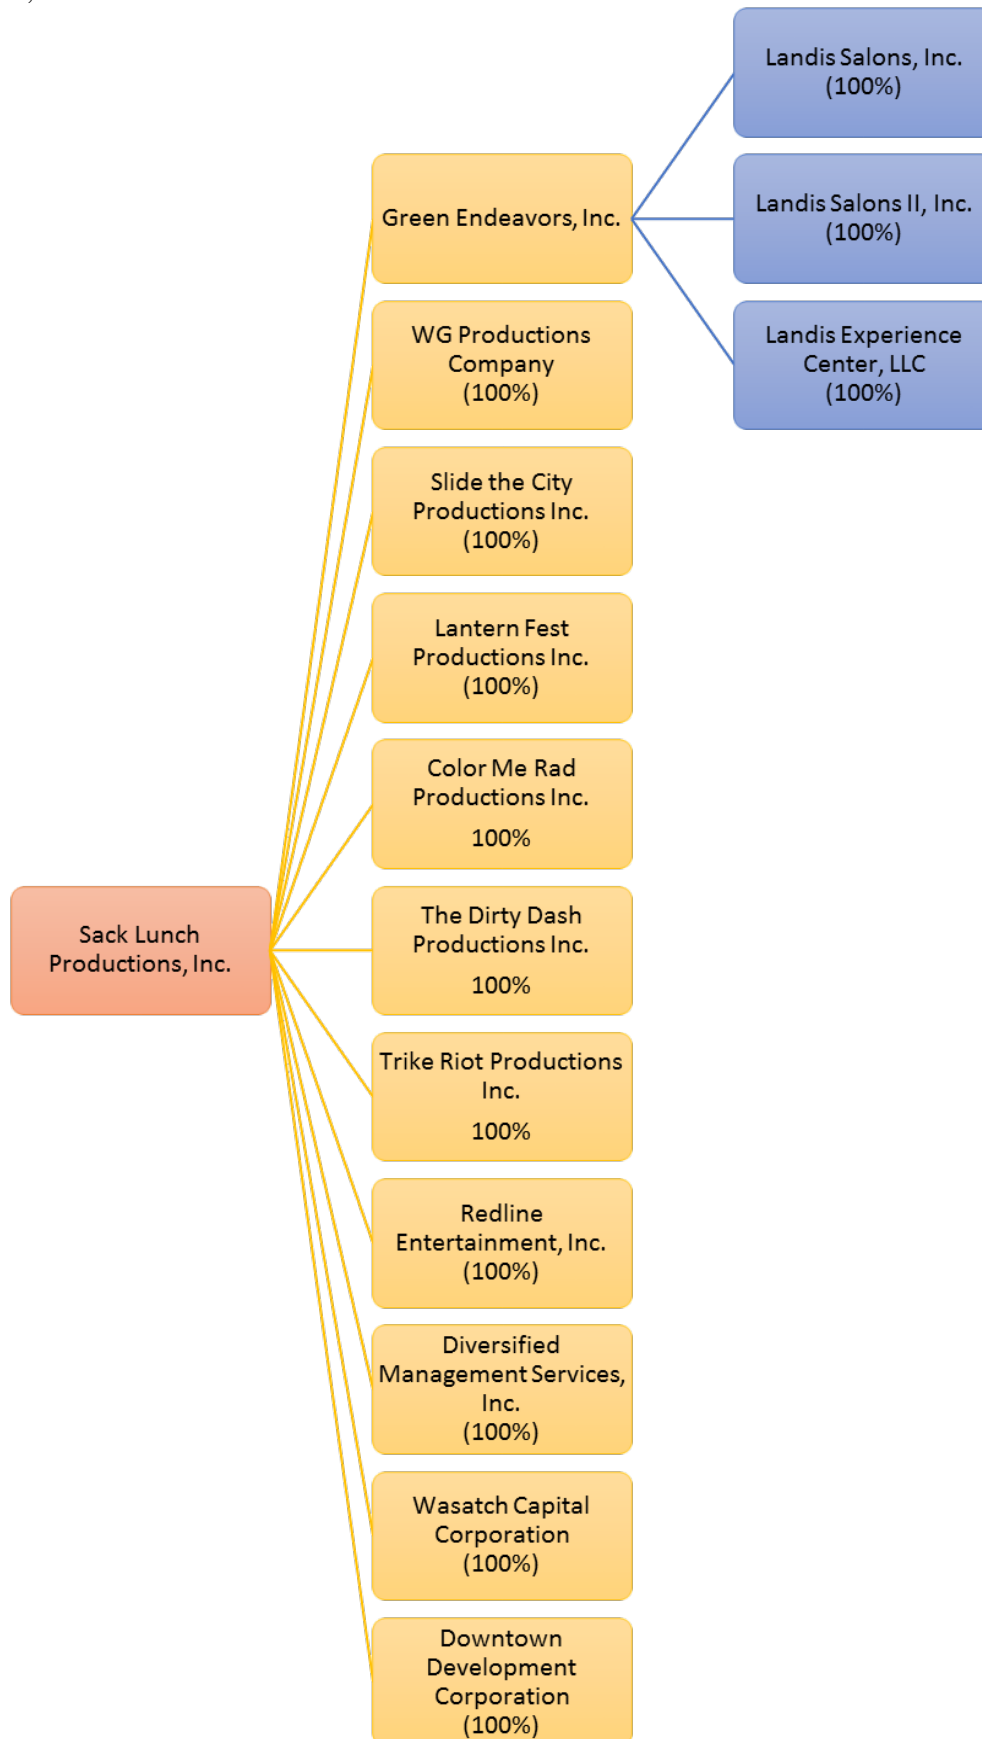 Landis Salons, Inc.
(100%)
Green Endeavors, Inc.
Landis Salons II, Inc.
(100%)
WG Productions
Company
(100%)
Landis Experience
Center, LLC
(100%)
Slide the City
Productions Inc.
(100%)
Lantern Fest
Productions Inc.
(100%)
Color Me Rad
Productions Inc.
100%
Sack Lunch
Productions, Inc.
The Dirty Dash
Productions Inc.
100%
Trike Riot Productions
Inc.
100%
Redline
Entertainment, Inc.
(100%)
Diversified
Management Services,
Inc.
(100%)
Wasatch Capital
Corporation
(100%)
Downtown
Development
Corporation
(100%)